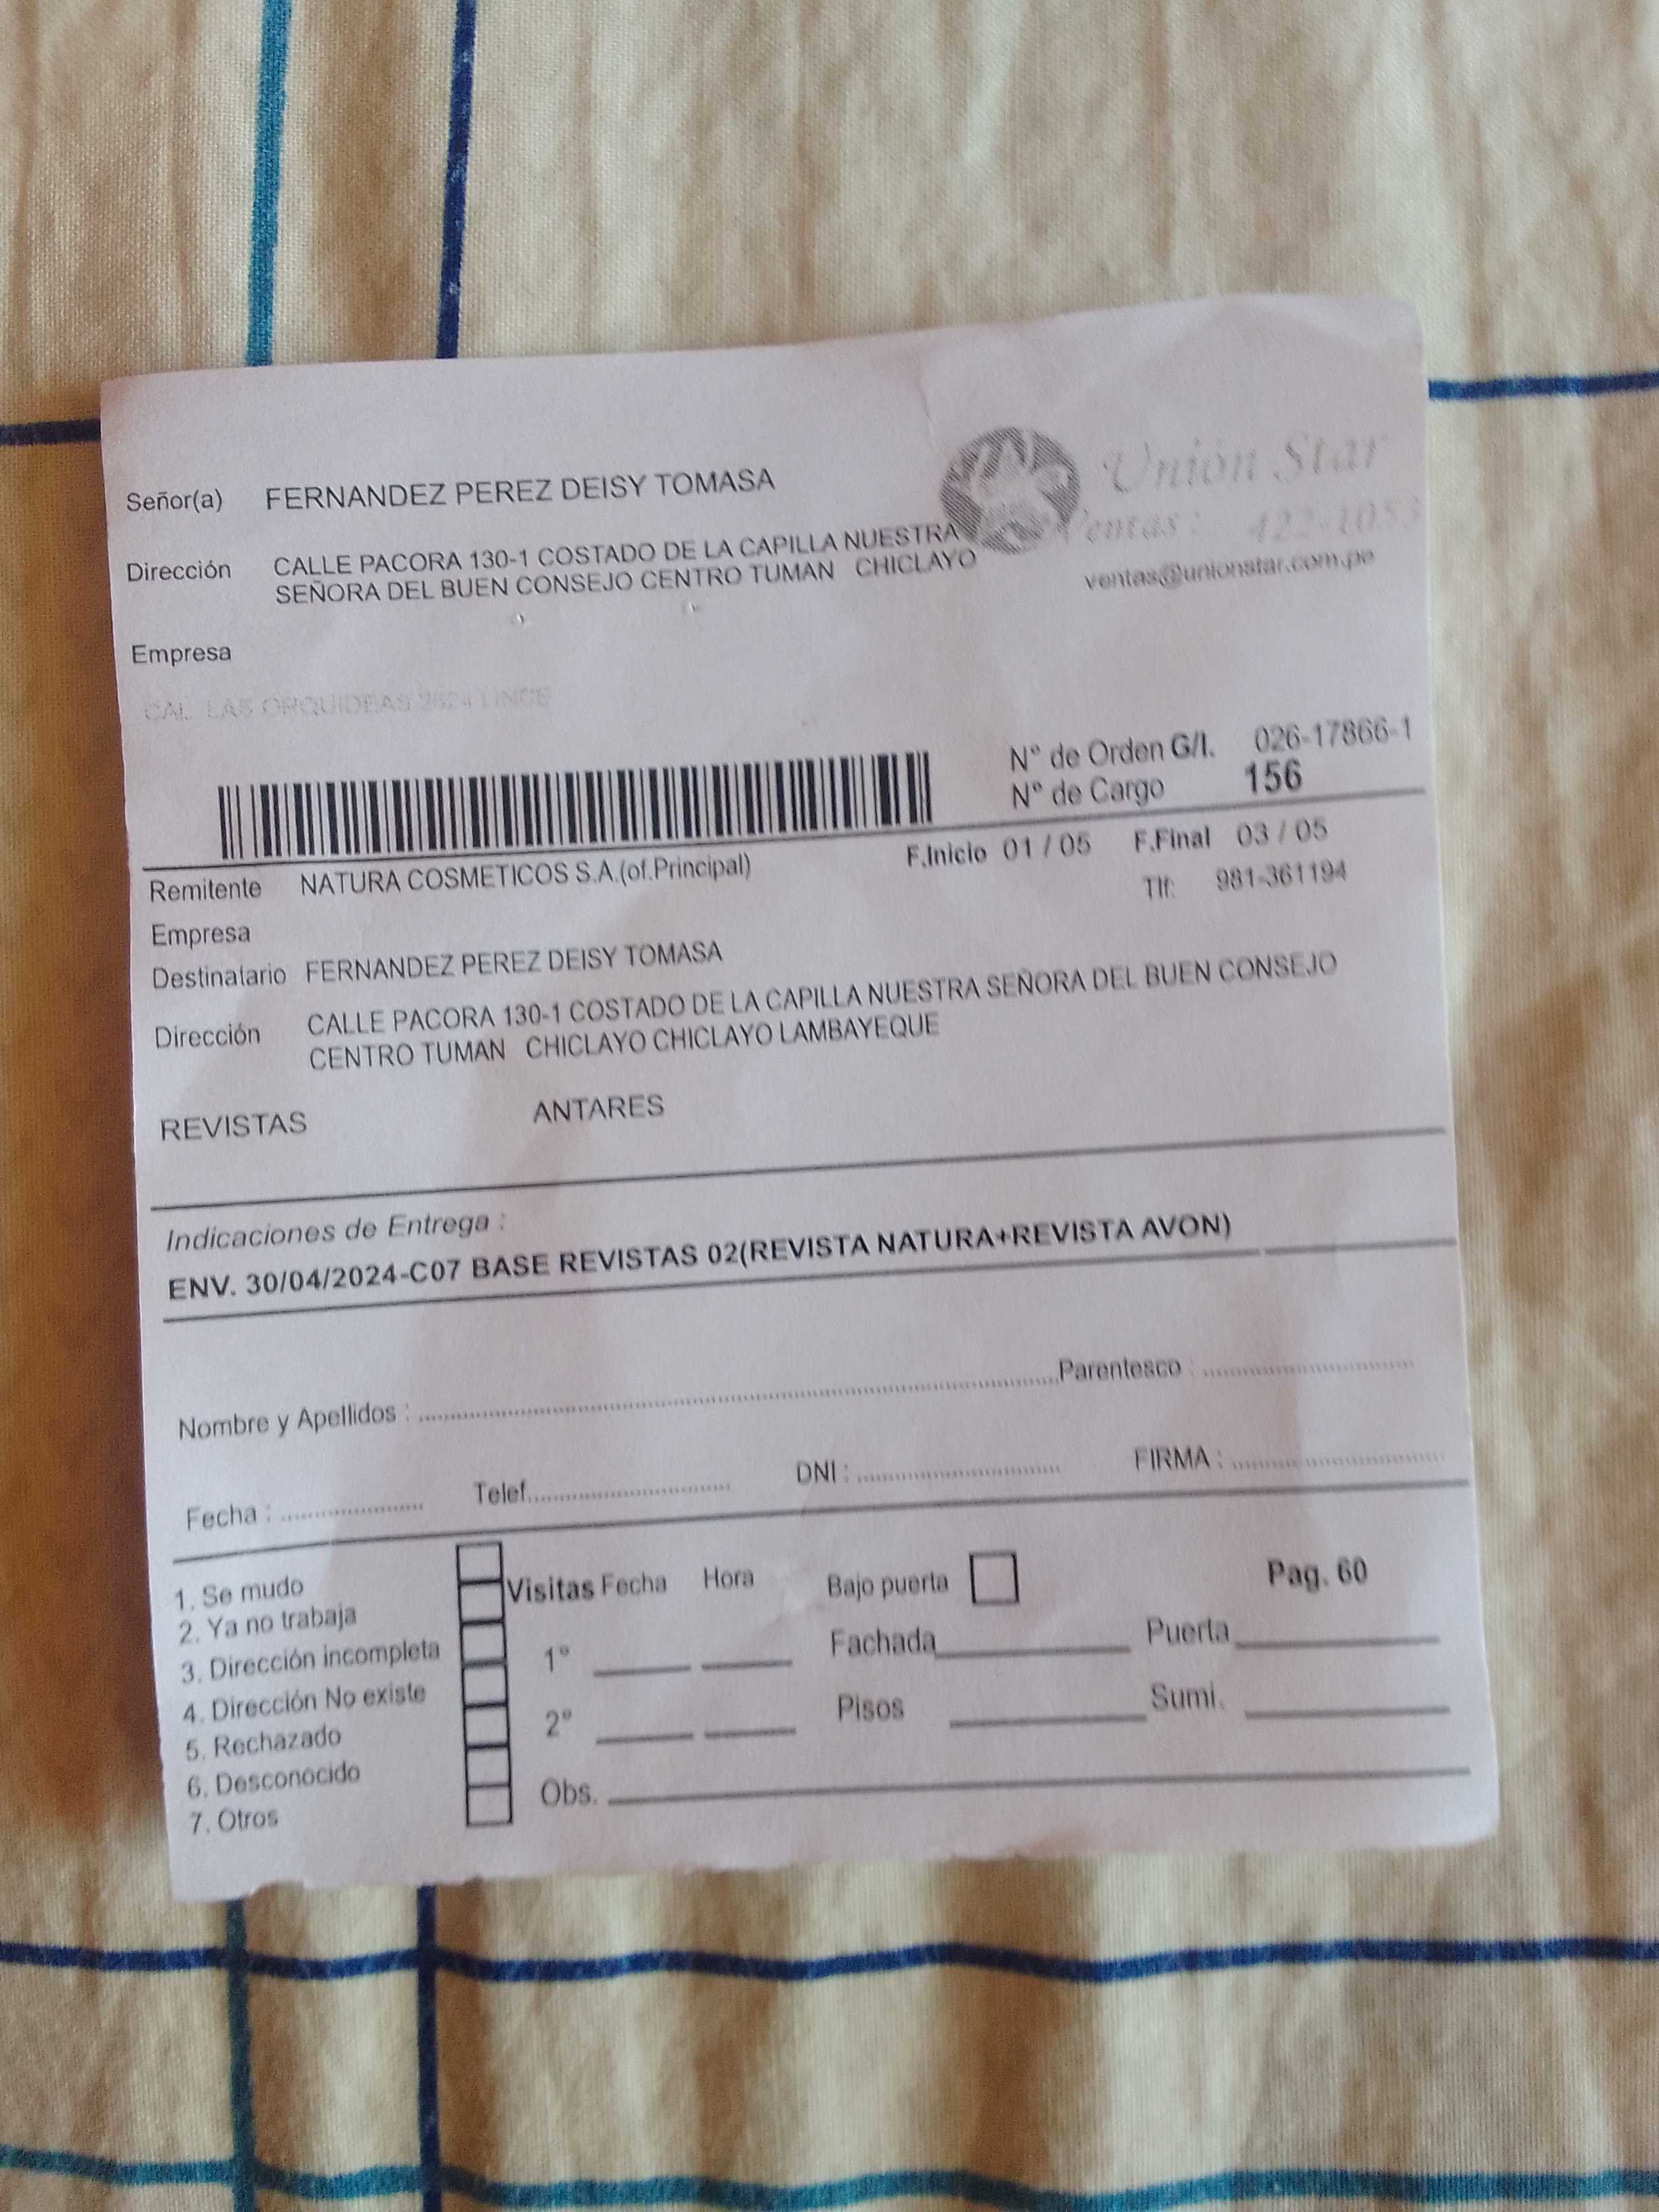 Señor(a) FERNANDEZ PEREZ DEISY TOMASA
Unión Star
Ventas: 422-1053
ventas@unionstar.com.pe
Dirección CALLE PACORA 130-1 COSTADO DE LA CAPILLA NUESTRA
SEÑORA DEL BUEN CONSEJO CENTRO TUMAN CHICLAYO
Empresa
CAL. LAS ORQUIDEAS 2624 LINCE
N° de Orden G/I. 026-17866-1
N° de Cargo 156
F.Inicio 01 / 05 F.Final 03 / 05
Remitente NATURA COSMETICOS S.A.(of.Principal)
Tlf: 981-361194
Empresa
Destinatario FERNANDEZ PEREZ DEISY TOMASA
Dirección CALLE PACORA 130-1 COSTADO DE LA CAPILLA NUESTRA SEÑORA DEL BUEN CONSEJO
CENTRO TUMAN CHICLAYO CHICLAYO LAMBAYEQUE
REVISTAS ANTARES
Indicaciones de Entrega :
ENV. 30/04/2024-C07 BASE REVISTAS 02(REVISTA NATURA+REVISTA AVON)
Nombre y Apellidos : Parentesco :
Fecha : Telef. DNI : FIRMA :
1. Se mudo
2. Ya no trabaja
3. Dirección incompleta
4. Dirección No existe
5. Rechazado
6. Desconocido
7. Otros
Visitas Fecha Hora
1°
2°
Obs.
Bajo puerta Pag. 60
Fachada Puerta
Pisos Sumi.